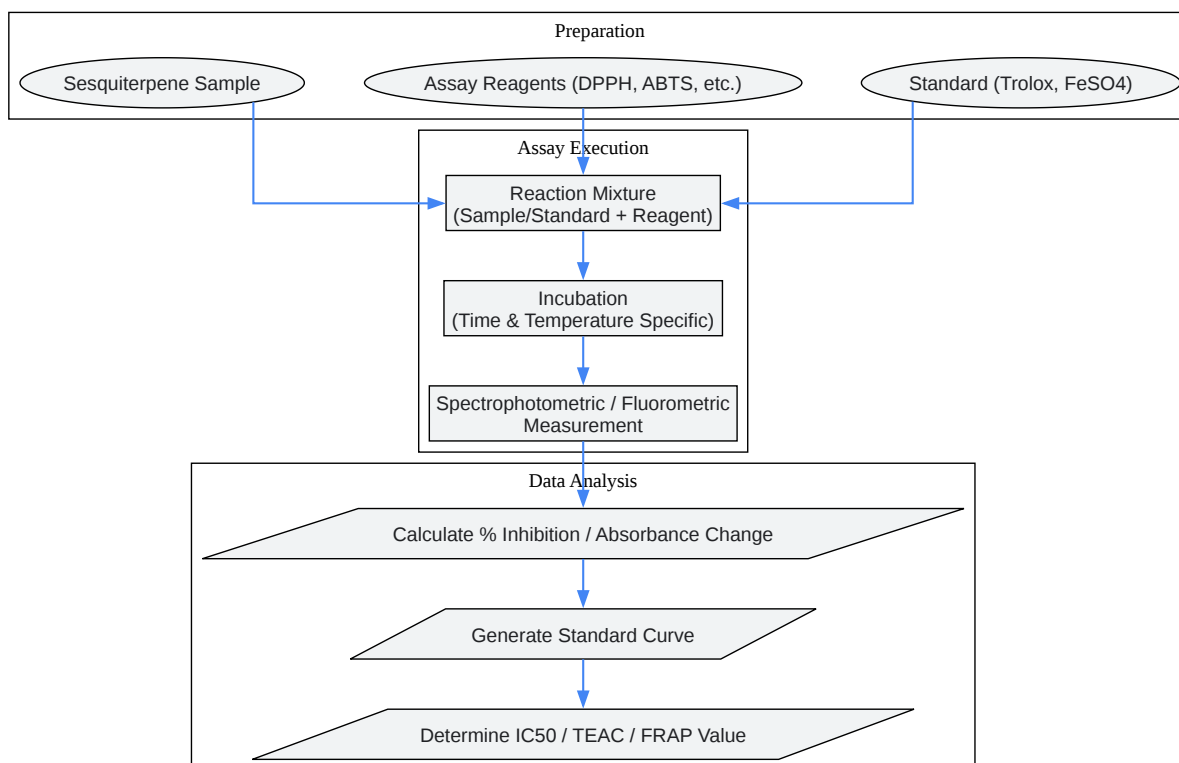 Preparation
Sesquiterpene Sample
Assay Reagents (DPPH, ABTS, etc.)
Standard (Trolox, FeSO4)
Assay Execution
Reaction Mixture
(Sample/Standard + Reagent)
Incubation
(Time & Temperature Specific)
Spectrophotometric / Fluorometric
Measurement
Data Analysis
Calculate % Inhibition / Absorbance Change
Generate Standard Curve
Determine IC50 / TEAC / FRAP Value